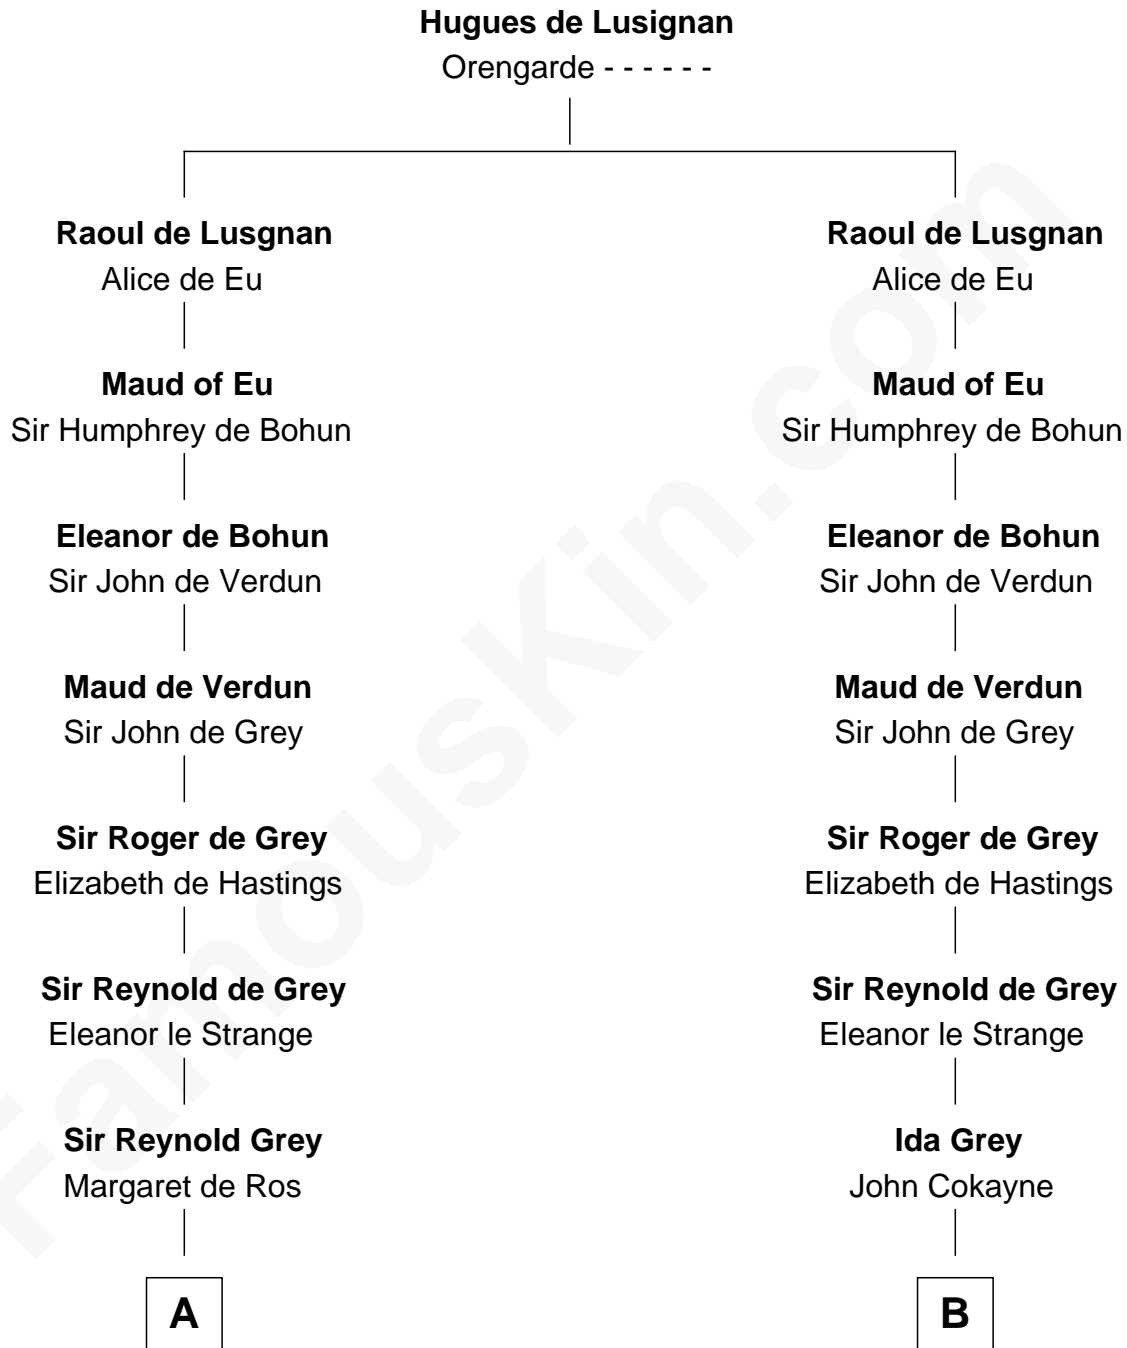 Hugues de Lusignan
Orengarde - - - - - -
Raoul de Lusgnan
Alice de Eu
Maud of Eu
Sir Humphrey de Bohun
Eleanor de Bohun
Sir John de Verdun
Maud de Verdun
Sir John de Grey
Sir Roger de Grey
Elizabeth de Hastings
Sir Reynold de Grey
Eleanor le Strange
Sir Reynold Grey
Margaret de Ros
A
Raoul de Lusgnan
Alice de Eu
Maud of Eu
Sir Humphrey de Bohun
Eleanor de Bohun
Sir John de Verdun
Maud de Verdun
Sir John de Grey
Sir Roger de Grey
Elizabeth de Hastings
Sir Reynold de Grey
Eleanor le Strange
Ida Grey
John Cokayne
B
FamousKin.com